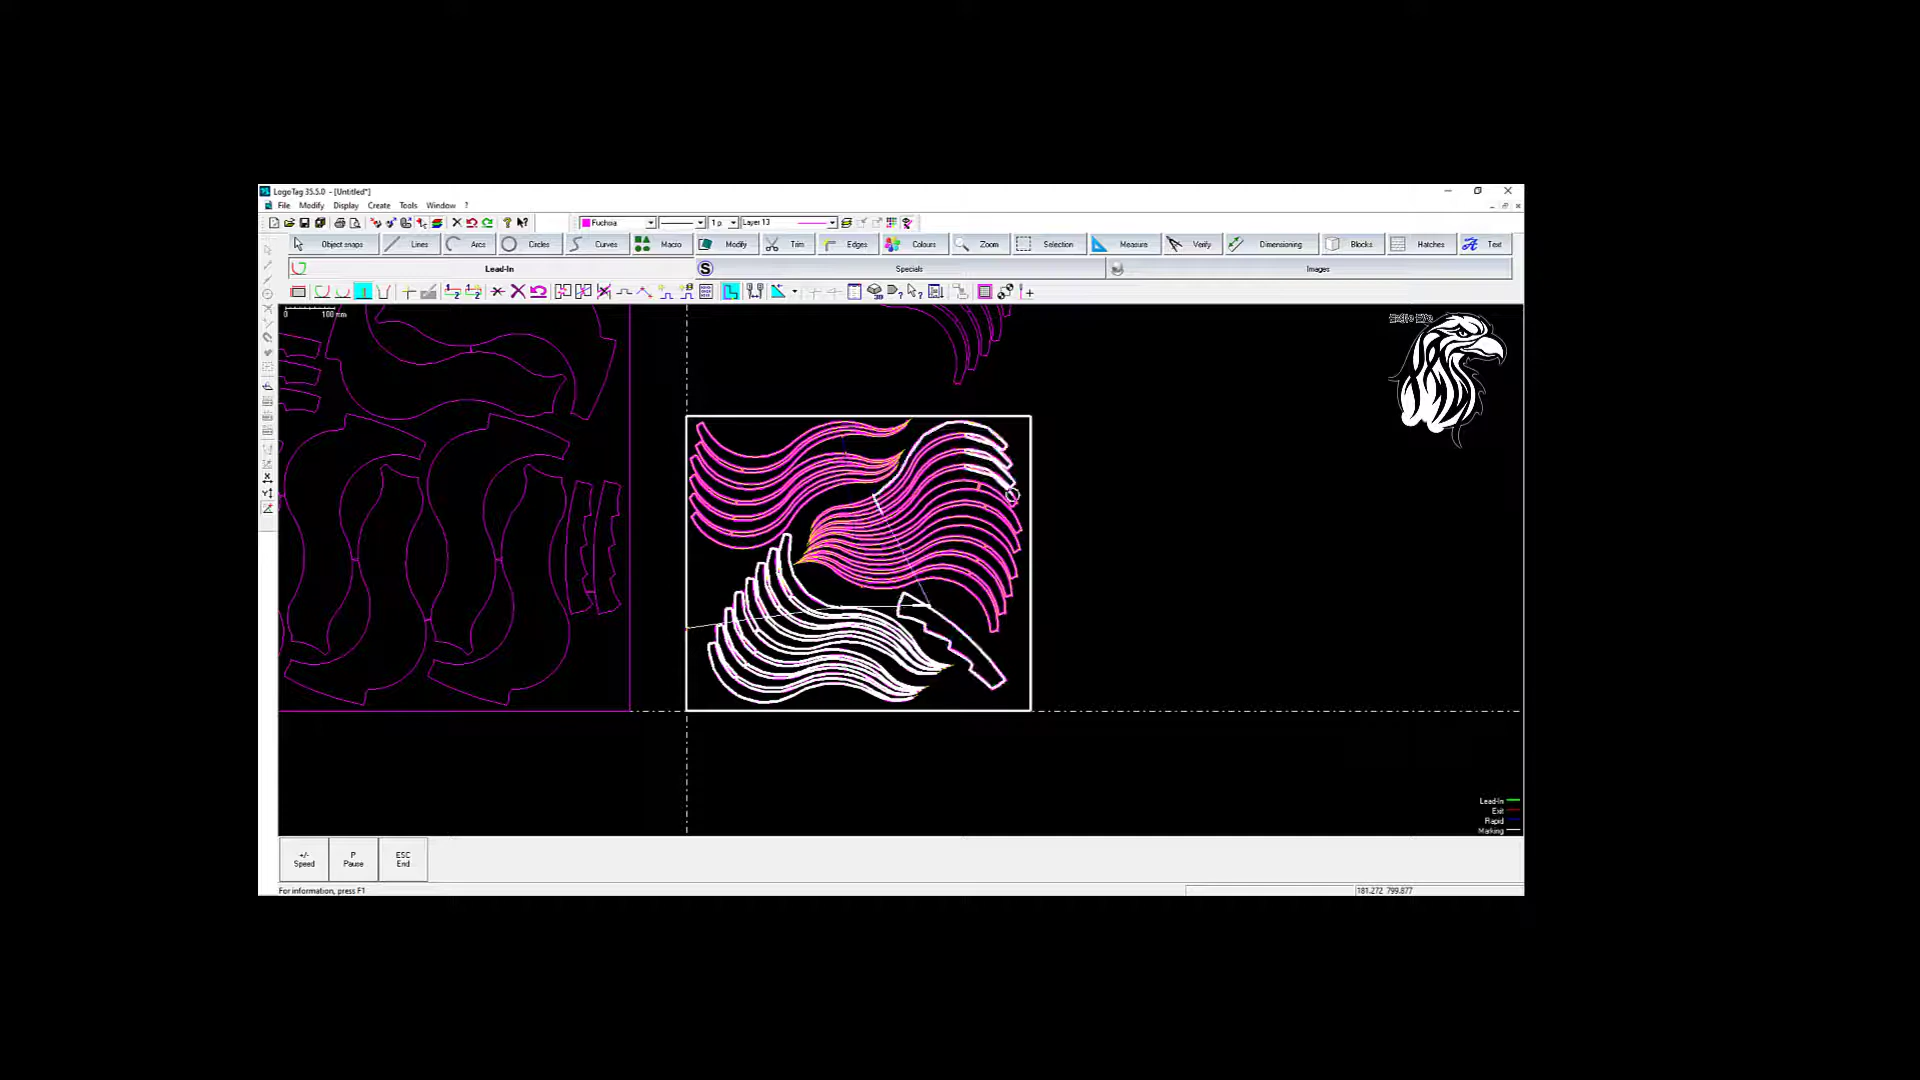 LogoTag 35.5.0 - [Untitled*]
File Modify Display Create Tools Window ?
Fuchsia 1 p Layer 13
Object snaps Lines Arcs Circles Curves Macro Modify Trim Edges Colours Zoom Selection Measure Verify Dimensioning Blocks Hatches Text
Lead-In Specials Images
0 100 mm
Lead-In
Exit
Rapid
Marking
+/- Speed
P Pause
ESC End
For information, press F1
181.272 799.877